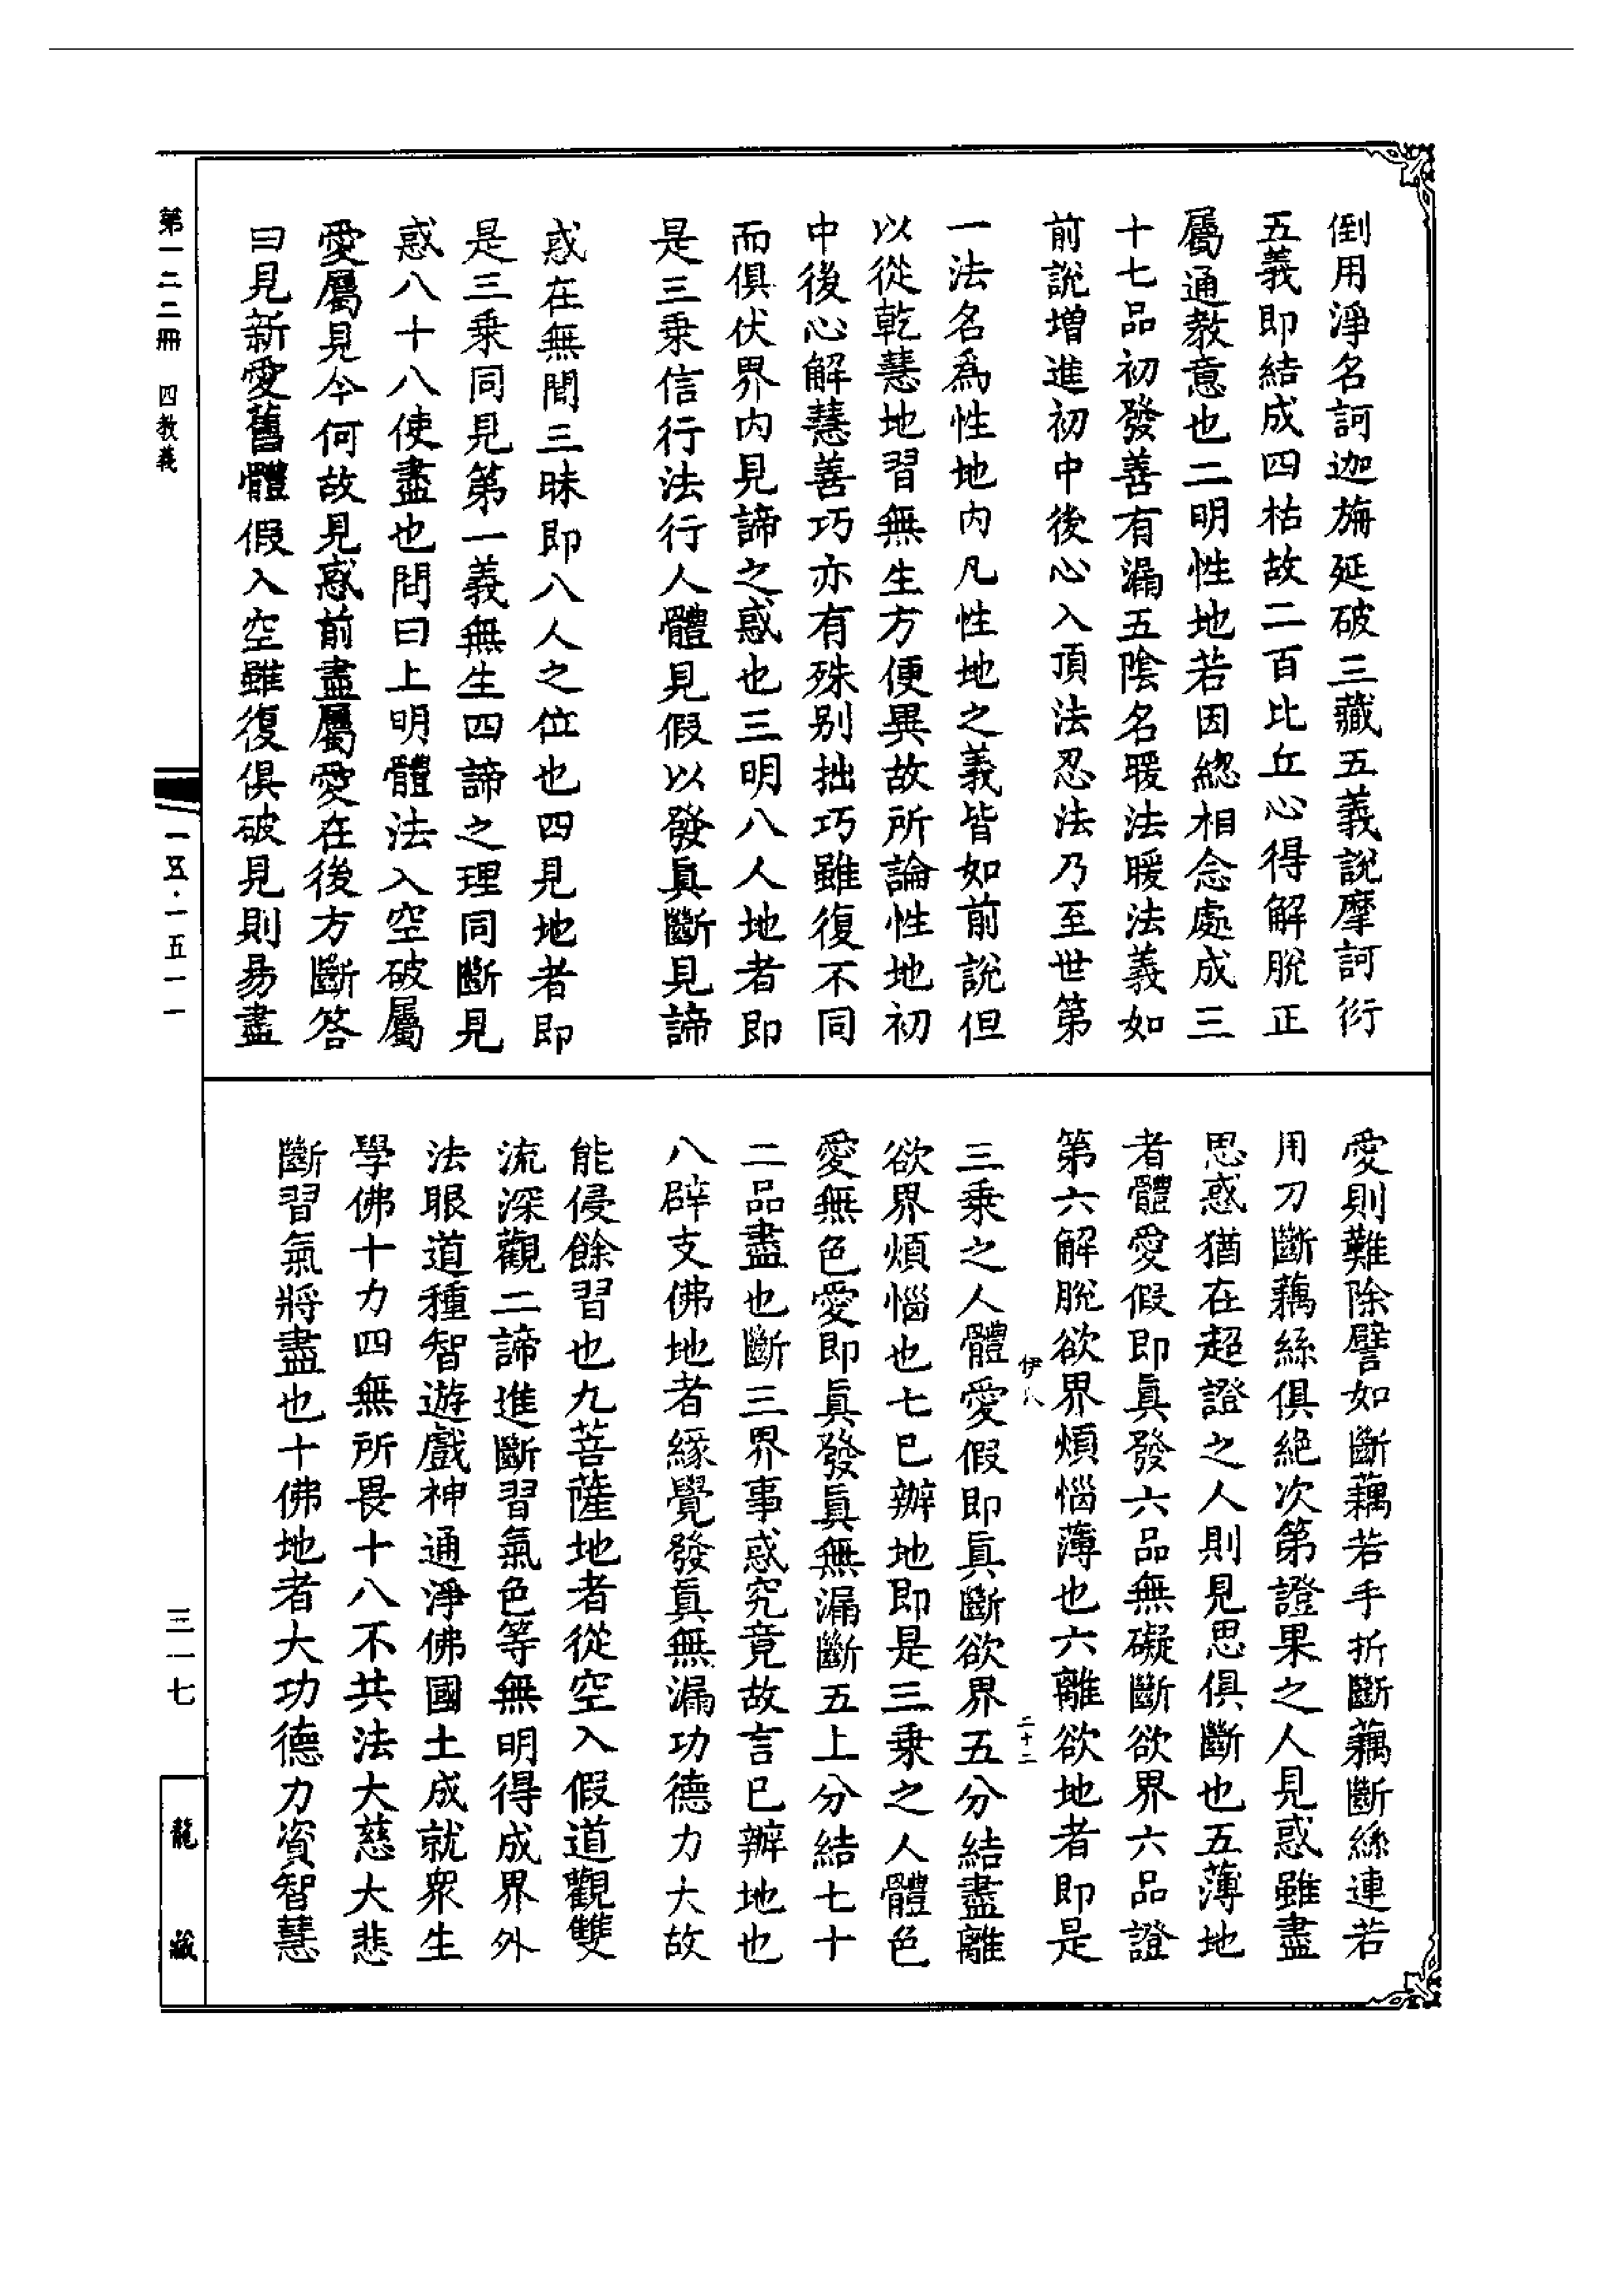 倒用淨名訶迦旃延破三藏五義說摩訶衍
五義即結成四枯故二百比丘心得解脫正
屬通教意也二明性地若因總相念處成三
十七品初發善有漏五陰名暖法暖法義如
前說增進初中後心入頂法忍法乃至世第
一法名為性地內凡性地之義皆如前說但
以從乾慧地習無生方便異故所論性地初
中後心解慧善巧亦有殊別拙巧雖復不同
而俱伏界內見諦之惑也三明八人地者即
是三乘信行法行人體見假以發真斷見諦
惑在無間三昧即八人之位也四見地者即
是三乘同見第一義無生四諦之理同斷見
惑八十八使盡也問曰上明體法入空破屬
愛屬見今何故見惑前盡屬愛在後方斷答
曰見新愛舊體假入空雖復俱破見則易盡
愛則難除譬如斷藕若手折斷藕斷絲連若
用刀斷藕絲俱絕次第證果之人見惑雖盡
思惑猶在超證之人則見思俱斷也五薄地
者體愛假即真發六品無礙斷欲界六品證
第六解脫欲界煩惱薄也六離欲地者即是
三乘之人體愛假即真斷欲界五分結盡離
欲界煩惱也七已辦地即是三乘之人體色
愛無色愛即真發真無漏斷五上分結七十
二品盡也斷三界事惑究竟故言已辦地也
八辟支佛地者緣覺發真無漏功德力大故
能侵餘習也九菩薩地者從空入假道觀雙
流深觀二諦進斷習氣色等無明得成界外
法眼道種智遊戲神通淨佛國土成就眾生
學佛十力四無所畏十八不共法大慈大悲
斷習氣將盡也十佛地者大功德力資智慧
伊八
二十二
第一二二冊 四教義
一五·一五一一
三一七
龍藏